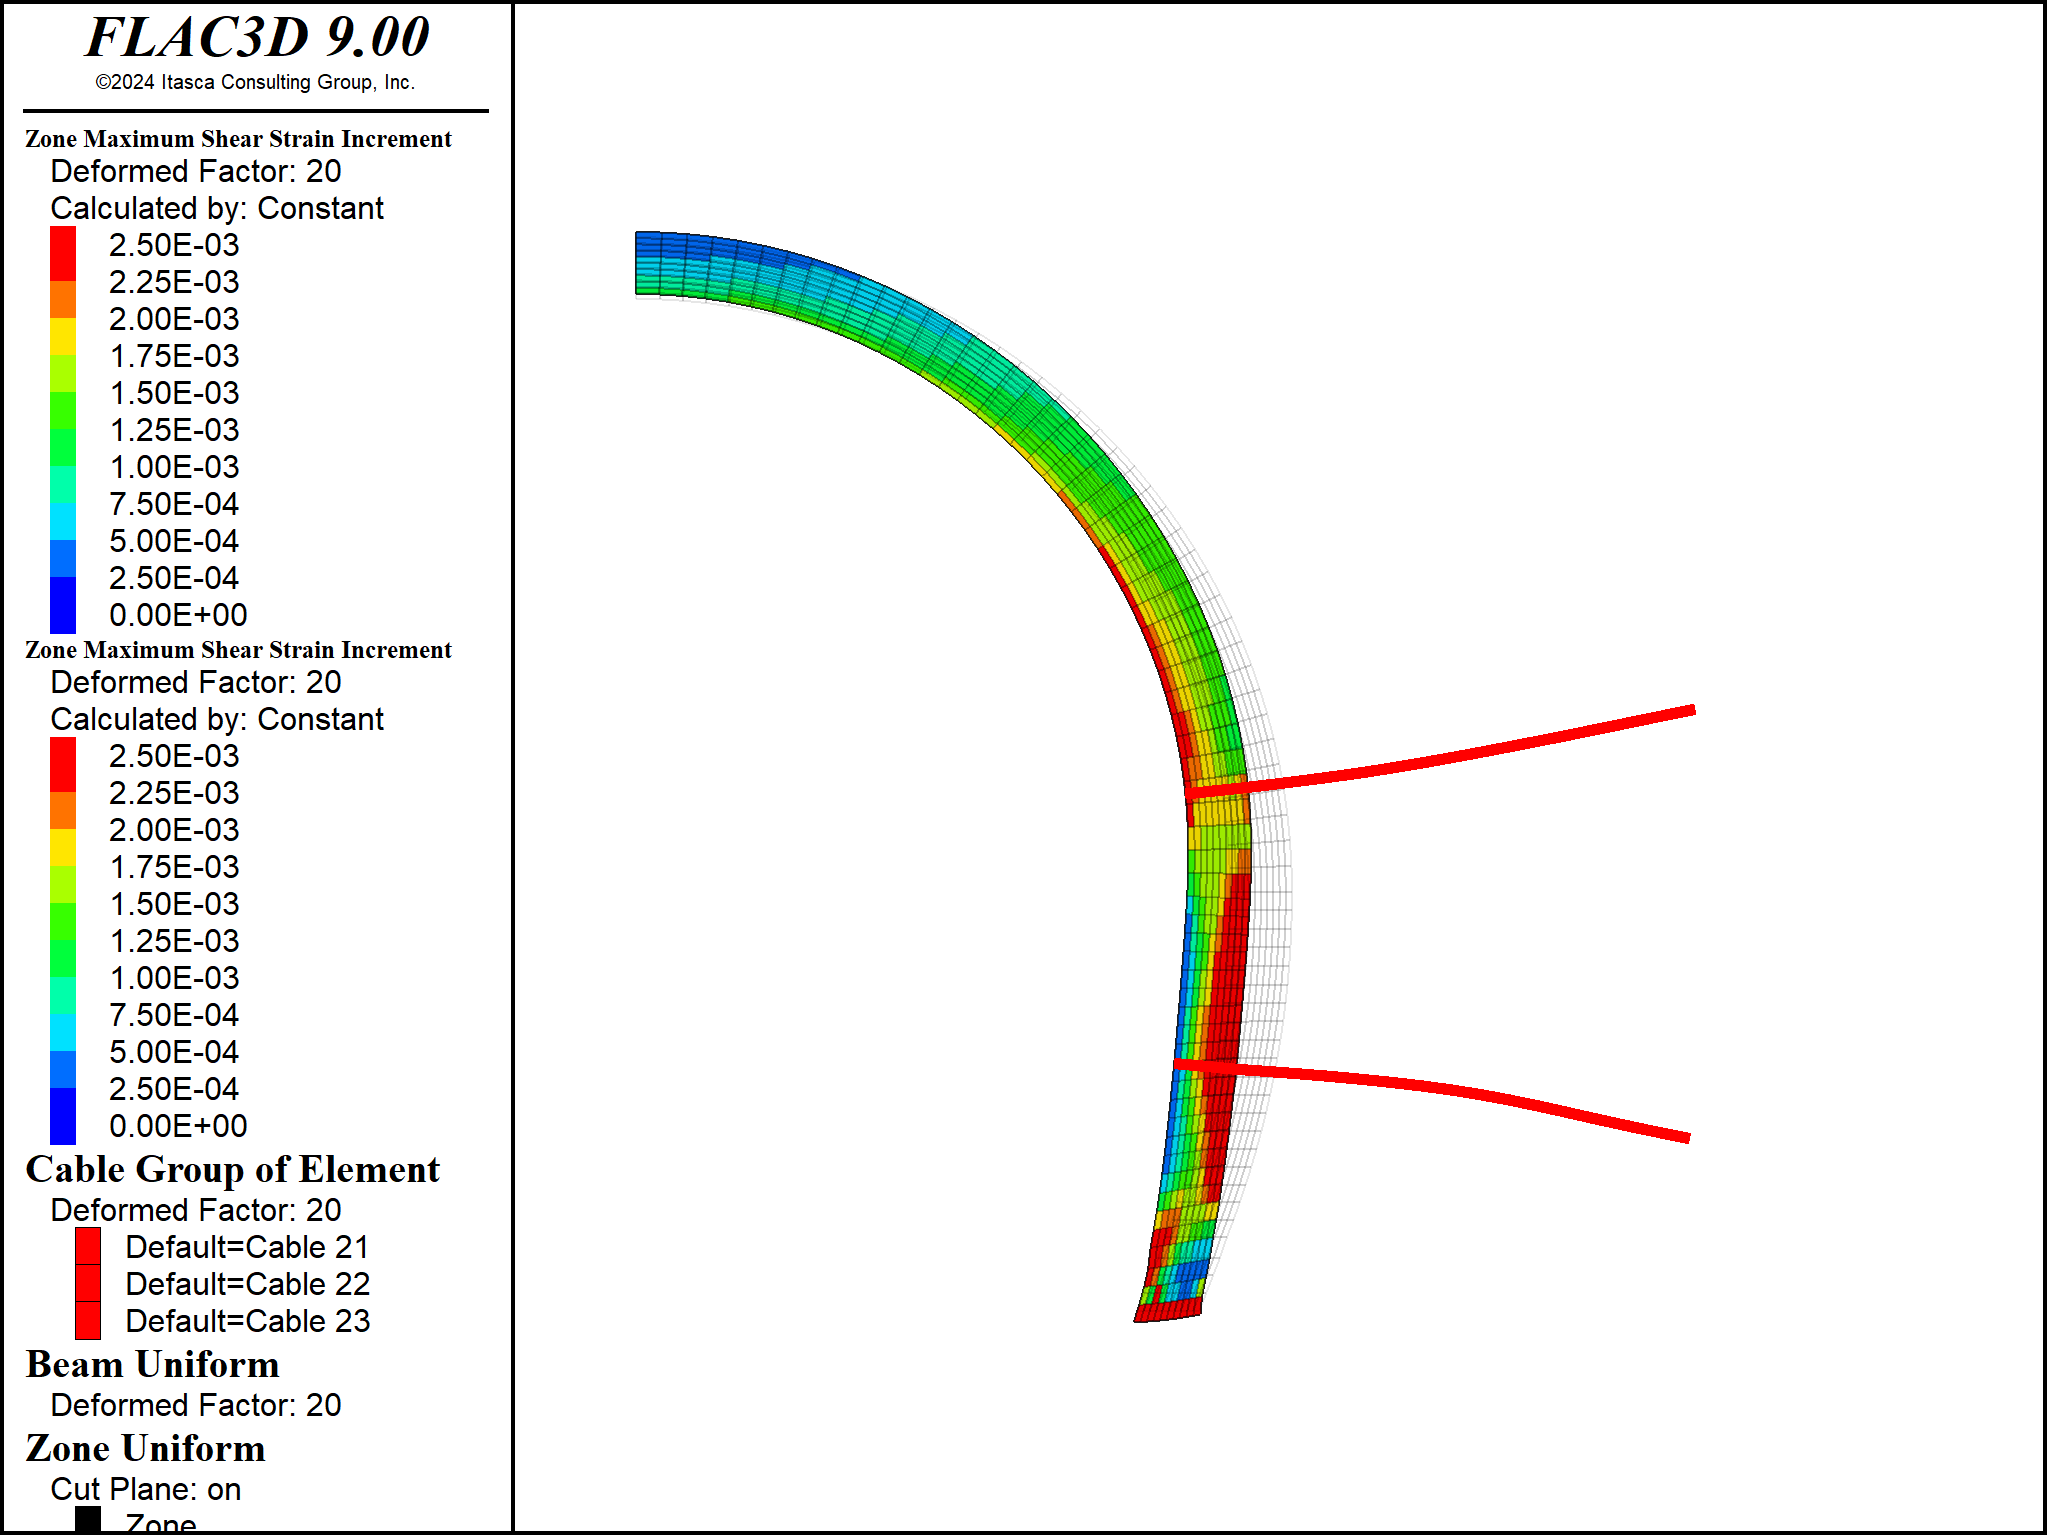 FLAC3D 9.00
©2024 Itasca Consulting Group, Inc.
Zone Maximum Shear Strain Increment
Deformed Factor: 20
Calculated by: Constant
2.50E-03
2.25E-03
2.00E-03
1.75E-03
1.50E-03
1.25E-03
1.00E-03
7.50E-04
5.00E-04
2.50E-04
0.00E+00
Zone Maximum Shear Strain Increment
Deformed Factor: 20
Calculated by: Constant
2.50E-03
2.25E-03
2.00E-03
1.75E-03
1.50E-03
1.25E-03
1.00E-03
7.50E-04
5.00E-04
2.50E-04
0.00E+00
Cable Group of Element
Deformed Factor: 20
Default=Cable 21
Default=Cable 22
Default=Cable 23
Beam Uniform
Deformed Factor: 20
Zone Uniform
Cut Plane: on
Zone